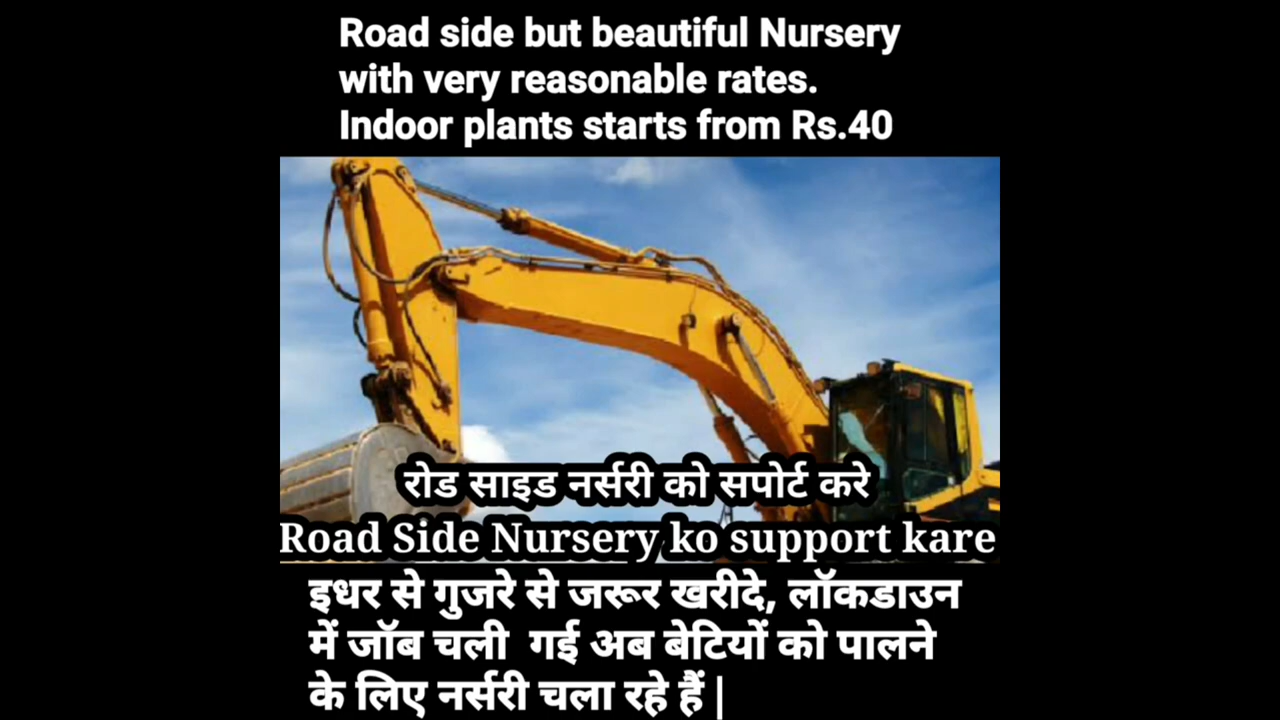 Road side but beautiful Nursery
with very reasonable rates.
Indoor plants starts from Rs.40
रोड साइड नर्सरी को सपोर्ट करे
Road Side Nursery ko support kare
इधर से गुजरे से जरूर खरीदे, लॉकडाउन
में जॉब चली गई अब बेटियों को पालने
के लिए नर्सरी चला रहे हैं |